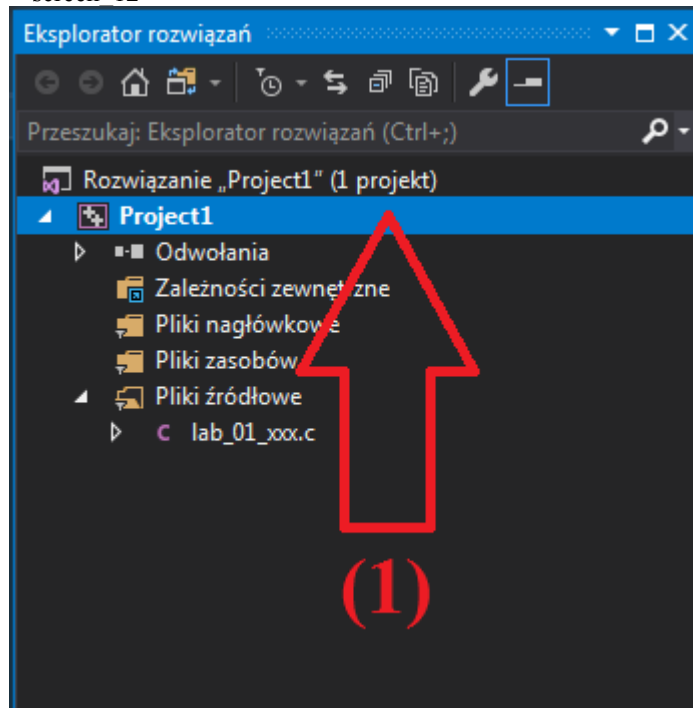 Eksplorator rozwiązań
Przeszukaj: Eksplorator rozwiązań (Ctrl+;)
Rozwiązanie „Project1" (1 projekt)
Project1
Odwołania
Zależności zewnętrzne
Pliki nagłówkowe
Pliki zasobów
Pliki źródłowe
C lab_01_xxx.c
(1)